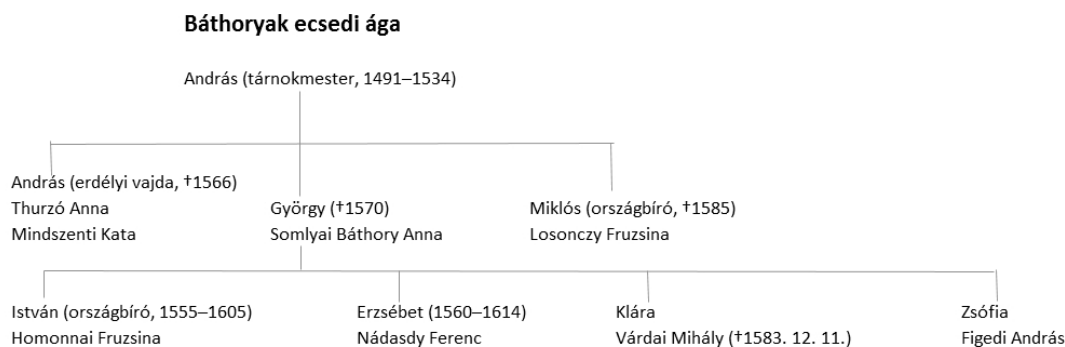 Báthoryak ecsedi ága
András (tárnokmester, 1491–1534)
András (erdélyi vajda, †1566)
Thurzó Anna
Mindszenti Kata
György (†1570)
Somlyai Báthory Anna
Miklós (országbíró, †1585)
Losonczy Fruzsina
István (országbíró, 1555–1605)
Homonnai Fruzsina
Erzsébet (1560–1614)
Nádasdy Ferenc
Klára
Várdai Mihály (†1583. 12. 11.)
Zsófia
Figedi András